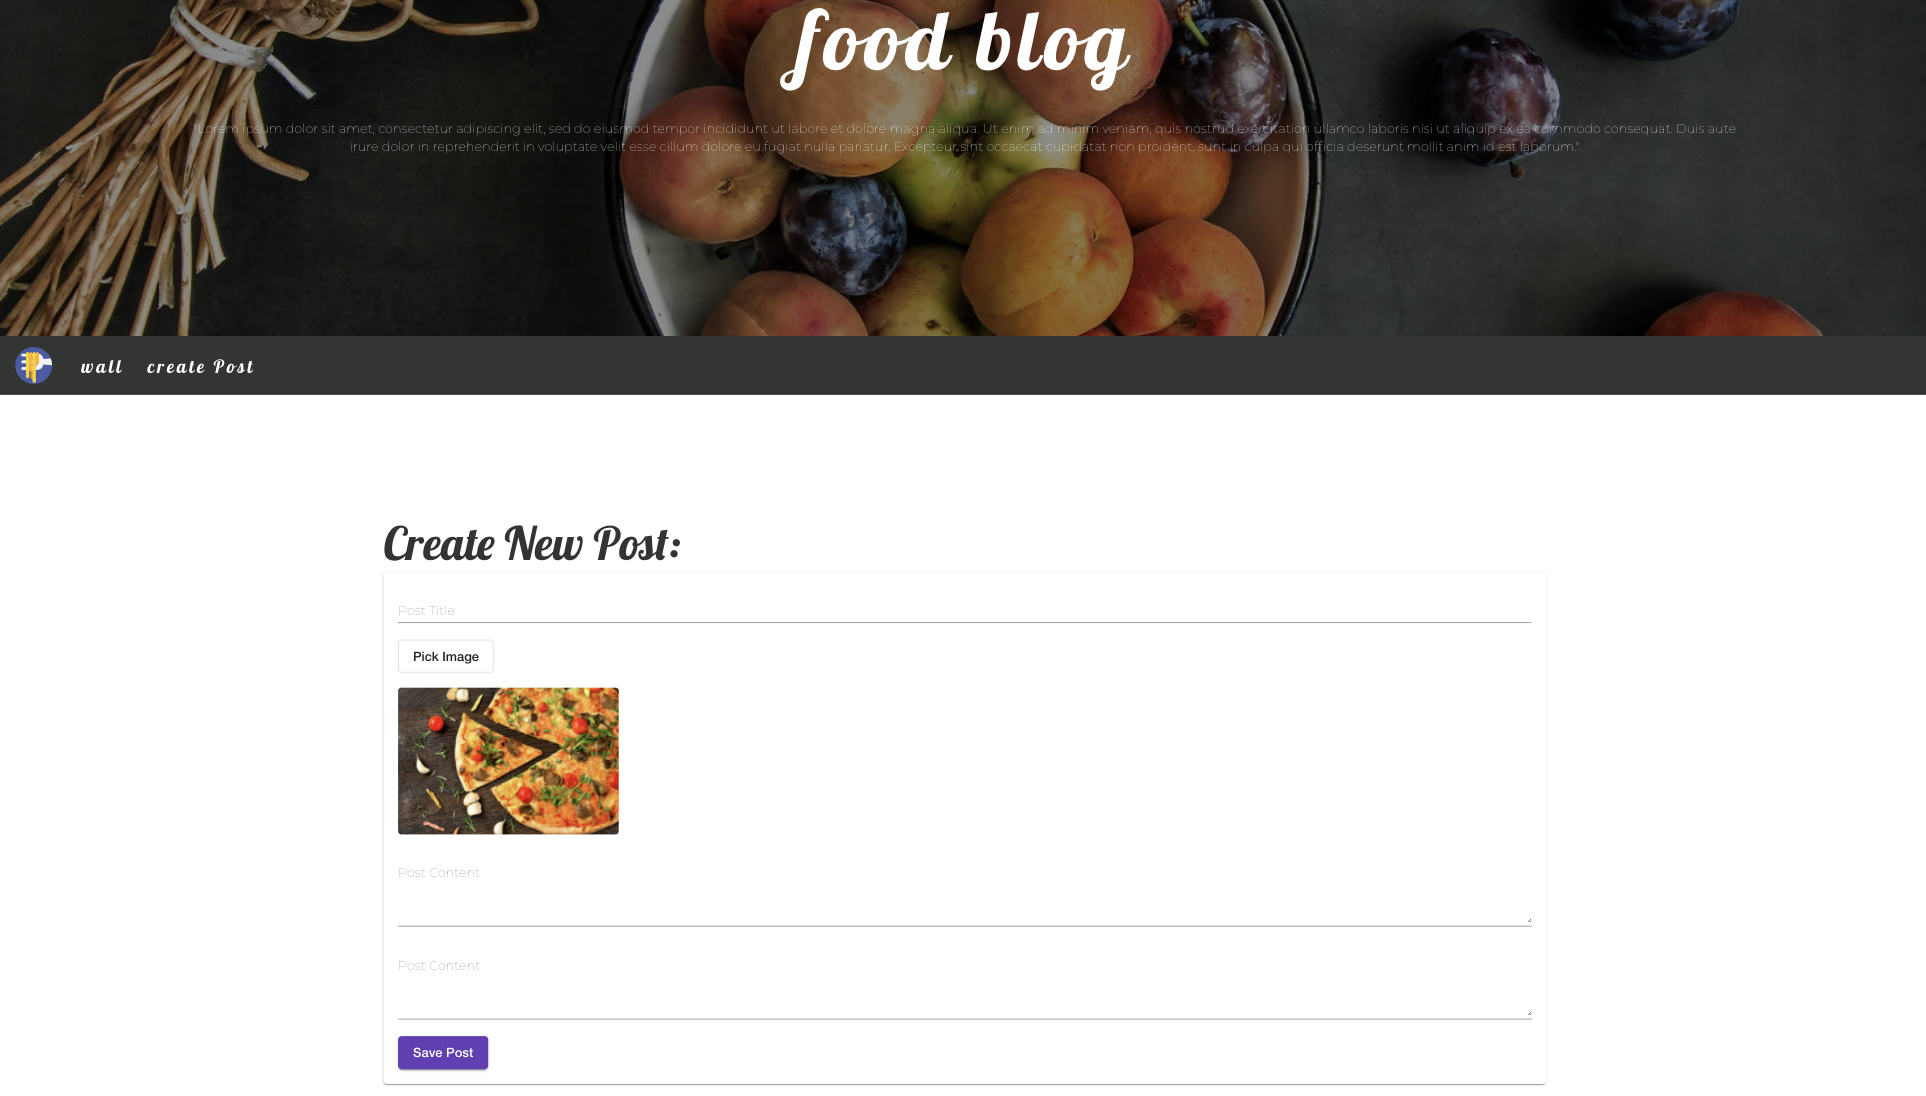 food blog
"Lorem ipsum dolor sit amet, consectetur adipiscing elit, sed do eiusmod tempor incididunt ut labore et dolore magna aliqua. Ut enim ad minim veniam, quis nostrud exercitation ullamco laboris nisi ut aliquip ex ea commodo consequat. Duis aute
irure dolor in reprehenderit in voluptate velit esse cillum dolore eu fugiat nulla pariatur. Excepteur sint occaecat cupidatat non proident, sunt in culpa qui officia deserunt mollit anim id est laborum."
wall create Post
Create New Post:
Post Title
Pick Image
Post Content
Post Content
Save Post